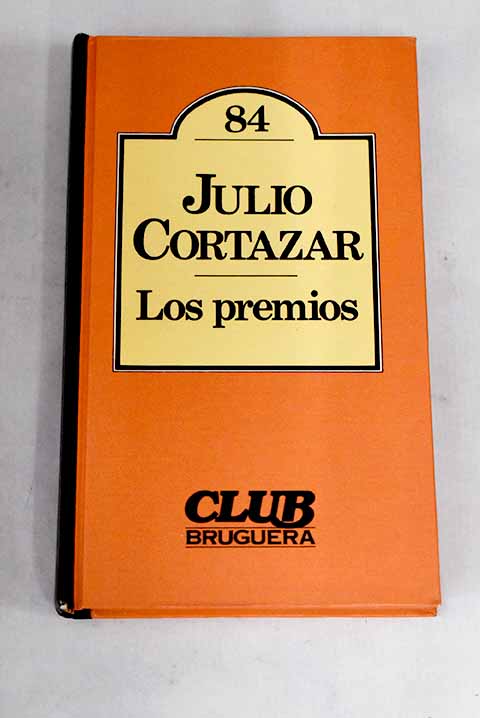 84
JULIO
CORTAZAR
Los premios
CLUB
BRUGUERA